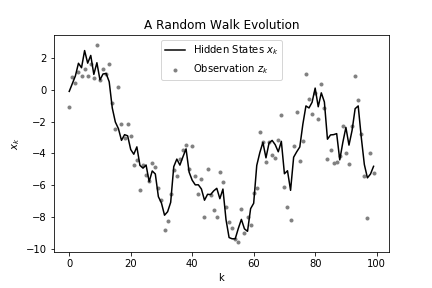 A Random Walk Evolution
Hidden States x_k
Observation z_k
x_k
2
0
−2
−4
−6
−8
−10
0 20 40 60 80 100
k